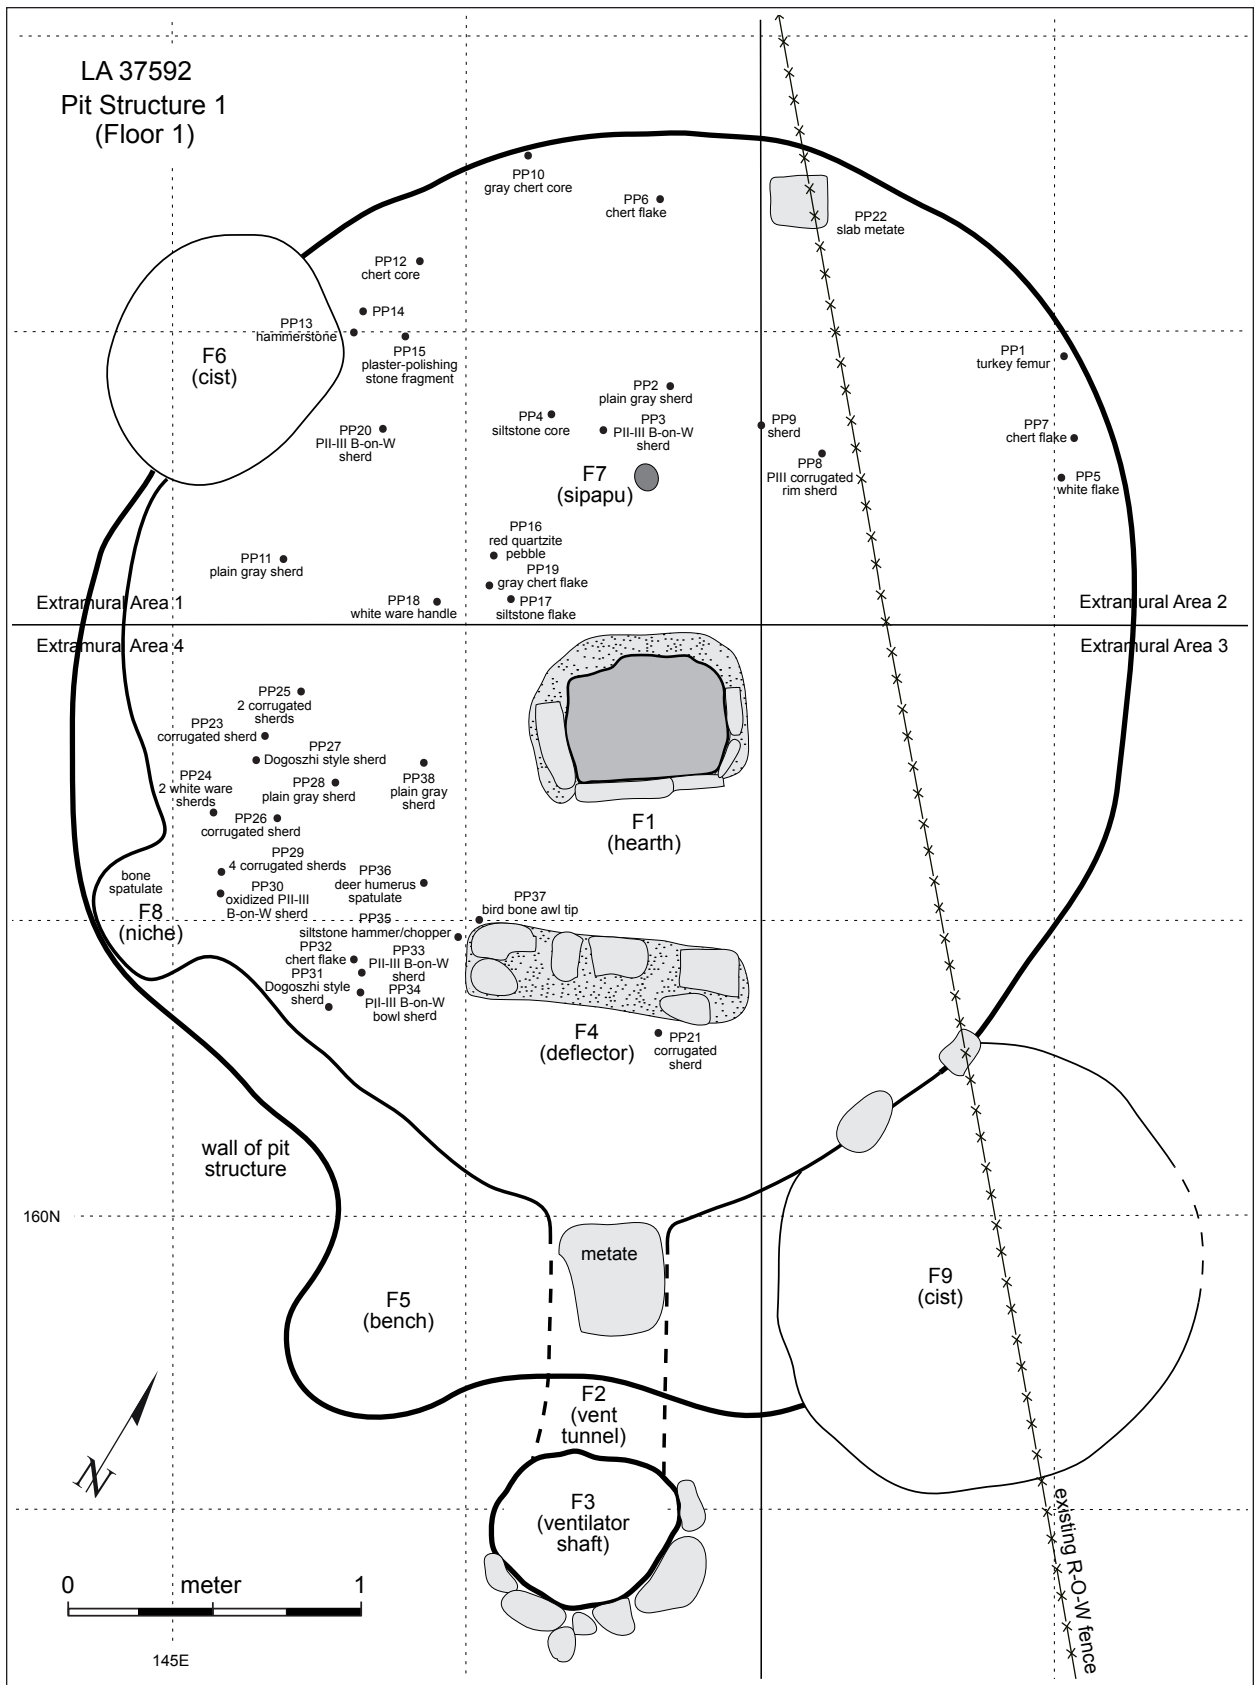 LA 37592
Pit Structure 1
(Floor 1)
PP10
gray chert core
PP6
chert flake
PP22
slab metate
PP12
chert core
PP14
PP13
hammerstone
PP15
plaster-polishing
stone fragment
F6
(cist)
PP1
turkey femur
PP2
plain gray sherd
PP4
siltstone core
PP3
PII-III B-on-W
sherd
PP9
sherd
PP7
chert flake
PP20
PII-III B-on-W
sherd
PP8
PIII corrugated
rim sherd
PP5
white flake
F7
(sipapu)
PP16
red quartzite
pebble
PP11
plain gray sherd
PP19
gray chert flake
PP18
white ware handle
PP17
siltstone flake
Extramural Area 1
Extramural Area 2
Extramural Area 4
Extramural Area 3
PP25
2 corrugated
sherds
PP23
corrugated sherd
PP27
Dogoszhi style sherd
PP24
2 white ware
sherds
PP28
plain gray sherd
PP38
plain gray
sherd
PP26
corrugated sherd
F1
(hearth)
PP29
4 corrugated sherds
bone
spatulate
PP36
deer humerus
spatulate
PP30
oxidized PII-III
B-on-W sherd
F8
(niche)
PP37
bird bone awl tip
PP35
siltstone hammer/chopper
PP32
chert flake
PP33
PII-III B-on-W
sherd
PP31
Dogoszhi style
sherd
PP34
PII-III B-on-W
bowl sherd
F4
(deflector)
PP21
corrugated
sherd
wall of pit
structure
160N
metate
F5
(bench)
F9
(cist)
F2
(vent
tunnel)
N
F3
(ventilator
shaft)
existing R-O-W fence
0 meter 1
145E